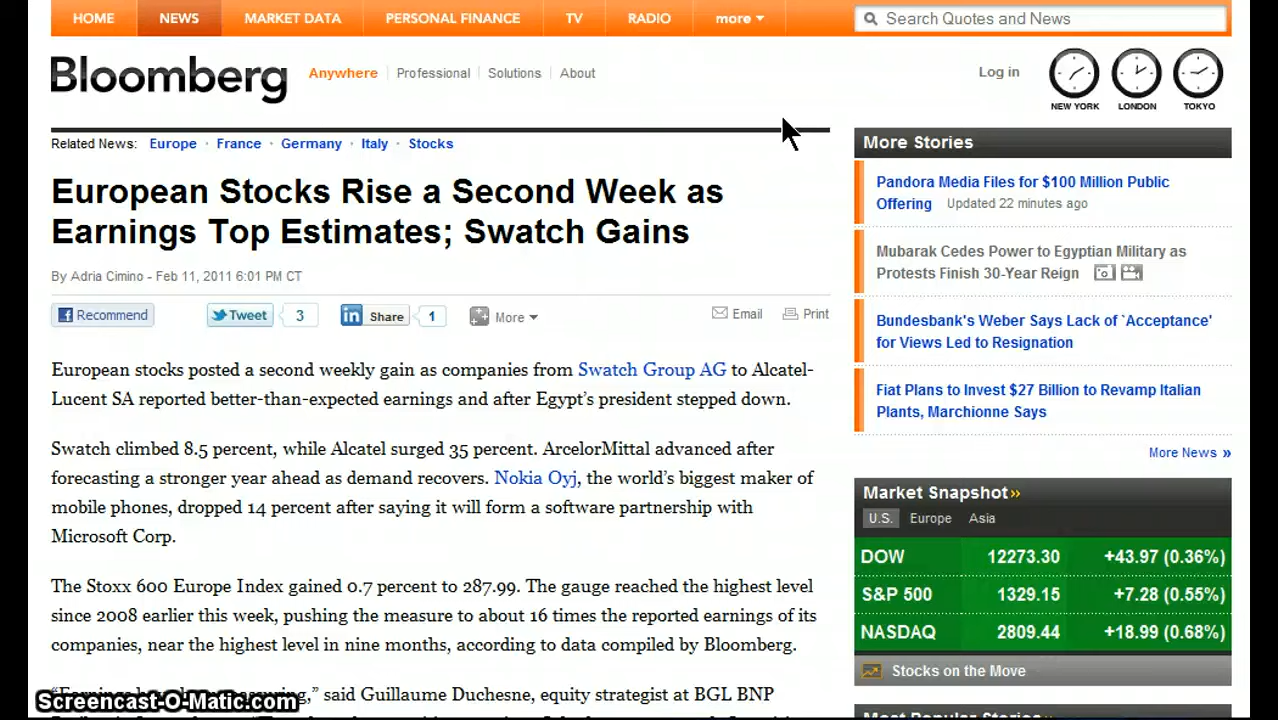 HOME NEWS MARKET DATA PERSONAL FINANCE TV RADIO more Search Quotes and News
Bloomberg Anywhere Professional Solutions About Log in
NEW YORK LONDON TOKYO
Related News: Europe · France · Germany · Italy · Stocks
European Stocks Rise a Second Week as
Earnings Top Estimates; Swatch Gains
By Adria Cimino - Feb 11, 2011 6:01 PM CT
Recommend Tweet 3 Share 1 More Email Print
European stocks posted a second weekly gain as companies from Swatch Group AG to Alcatel-
Lucent SA reported better-than-expected earnings and after Egypt's president stepped down.
Swatch climbed 8.5 percent, while Alcatel surged 35 percent. ArcelorMittal advanced after
forecasting a stronger year ahead as demand recovers. Nokia Oyj, the world's biggest maker of
mobile phones, dropped 14 percent after saying it will form a software partnership with
Microsoft Corp.
The Stoxx 600 Europe Index gained 0.7 percent to 287.99. The gauge reached the highest level
since 2008 earlier this week, pushing the measure to about 16 times the reported earnings of its
companies, near the highest level in nine months, according to data compiled by Bloomberg.
said Guillaume Duchesne, equity strategist at BGL BNP
Screencast-O-Matic.com
More Stories
Pandora Media Files for $100 Million Public
Offering Updated 22 minutes ago
Mubarak Cedes Power to Egyptian Military as
Protests Finish 30-Year Reign
Bundesbank's Weber Says Lack of `Acceptance'
for Views Led to Resignation
Fiat Plans to Invest $27 Billion to Revamp Italian
Plants, Marchionne Says
More News »
Market Snapshot »
U.S. Europe Asia
DOW 12273.30 +43.97 (0.36%)
S&P 500 1329.15 +7.28 (0.55%)
NASDAQ 2809.44 +18.99 (0.68%)
Stocks on the Move
Most Popular Stories »